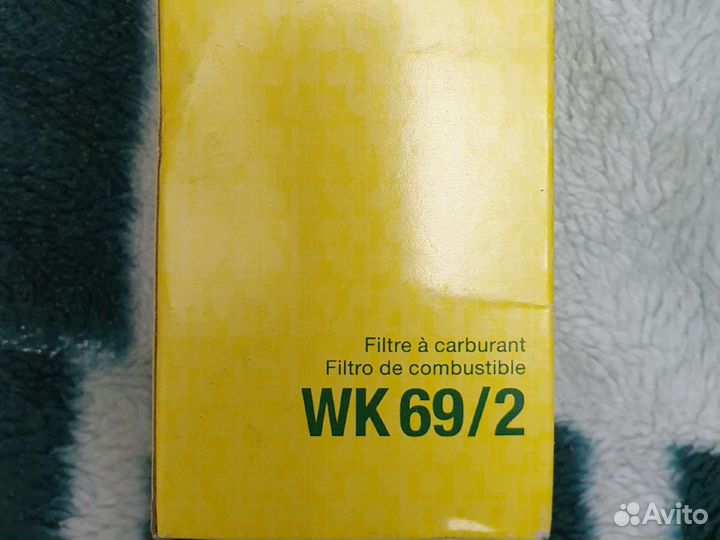 Filtre à carburant
Filtro de combustible
WK 69/2
Avito